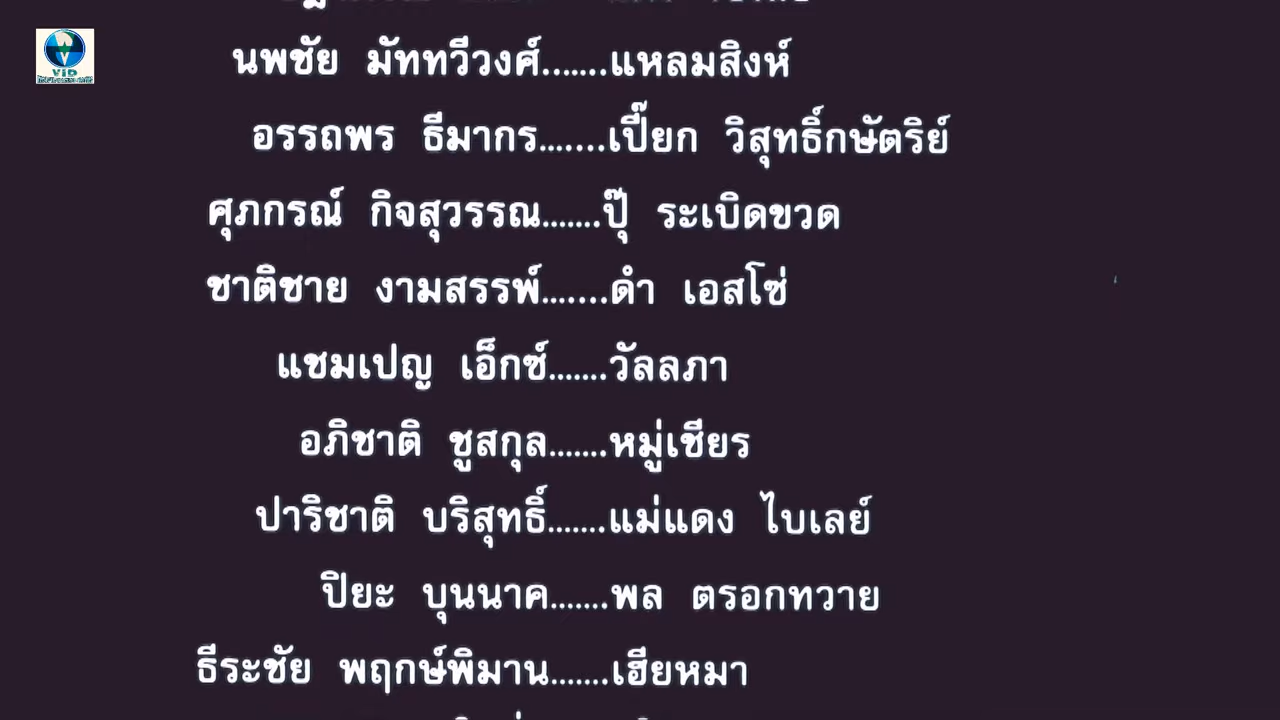 VID
นพชัย มัททวีวงศ์.......แหลมสิงห์
อรรถพร ธีมากร.......เปี๊ยก วิสุทธิ์กษัตริย์
ศุภกรณ์ กิจสุวรรณ.......ปุ๊ ระเบิดขวด
ชาติชาย งามสรรพ์.......ดำ เอสโซ่
แชมเปญ เอ็กซ์.......วัลลภา
อภิชาติ ชูสกุล.......หมู่เชียร
ปาริชาติ บริสุทธิ์.......แม่แดง ไบเลย์
ปิยะ บุนนาค.......พล ตรอกทวาย
ธีระชัย พฤกษ์พิมาน.......เฮียหมา